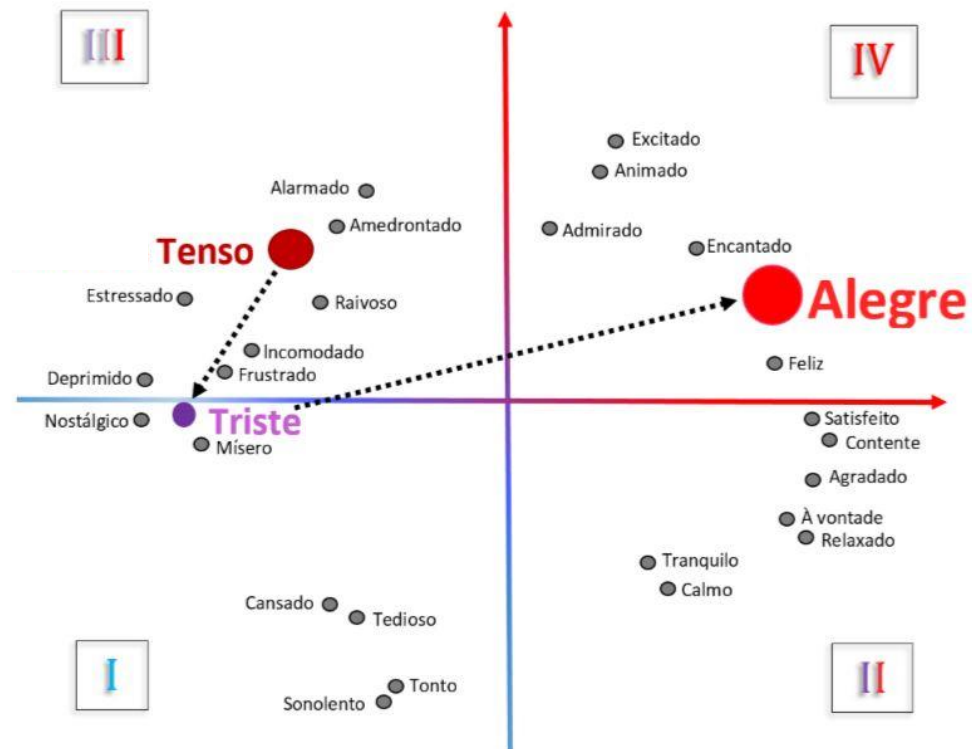 III
IV
Excitado
Animado
Alarmado
Amedrontado
Admirado
Tenso
Encantado
Estressado
Raivoso
Alegre
Incomodado
Feliz
Frustrado
Deprimido
Nostálgico
Triste
Satisfeito
Mísero
Contente
Agradado
À vontade
Relaxado
Tranquilo
Calmo
Cansado
Tedioso
I
II
Tonto
Sonolento